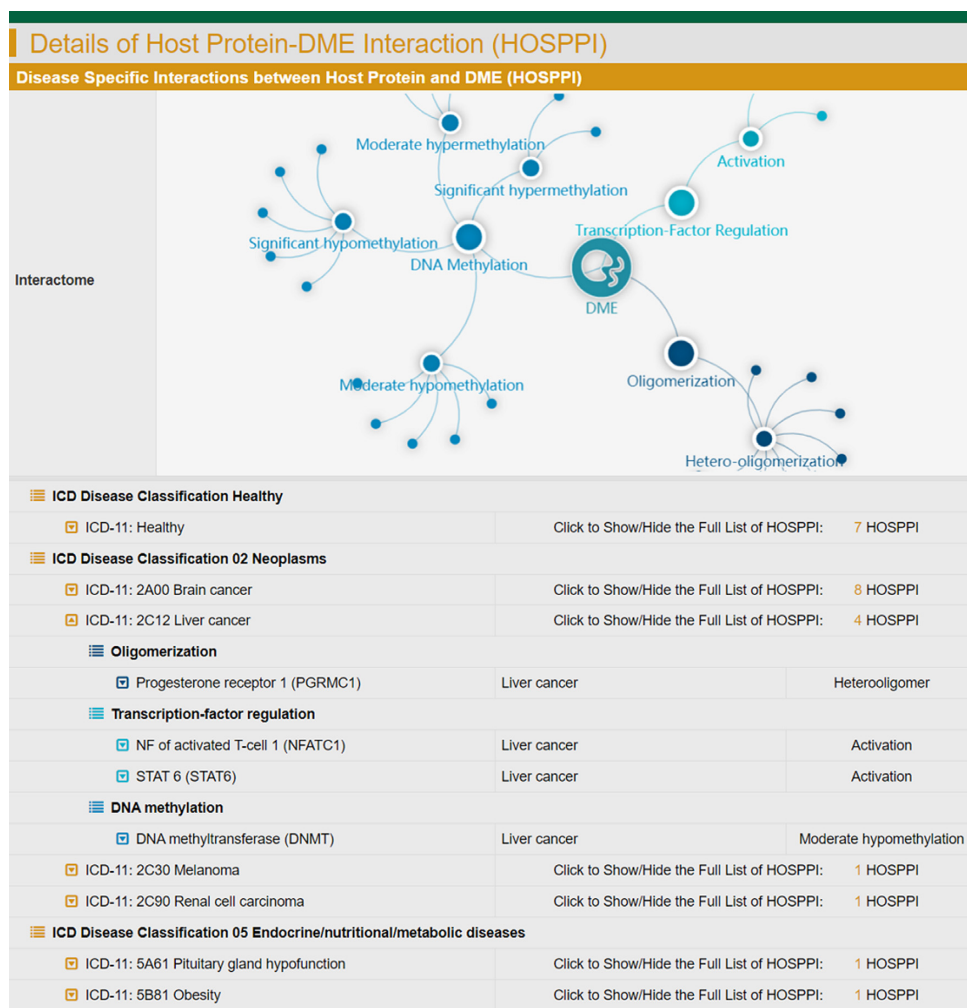 Details of Host Protein-DME Interaction (HOSPPI)
Disease Specific Interactions between Host Protein and DME (HOSPPI)
Interactome
Moderate hypermethylation
Activation
Significant hypermethylation
Transcription-Factor Regulation
Significant hypomethylation
DNA Methylation
DME
Oligomerization
Moderate hypomethylation
Hetero-oligomerization
ICD Disease Classification Healthy
ICD-11: Healthy Click to Show/Hide the Full List of HOSPPI: 7 HOSPPI
ICD Disease Classification 02 Neoplasms
ICD-11: 2A00 Brain cancer Click to Show/Hide the Full List of HOSPPI: 8 HOSPPI
ICD-11: 2C12 Liver cancer Click to Show/Hide the Full List of HOSPPI: 4 HOSPPI
Oligomerization
Progesterone receptor 1 (PGRMC1) Liver cancer Heterooligomer
Transcription-factor regulation
NF of activated T-cell 1 (NFATC1) Liver cancer Activation
STAT 6 (STAT6) Liver cancer Activation
DNA methylation
DNA methyltransferase (DNMT) Liver cancer Moderate hypomethylation
ICD-11: 2C30 Melanoma Click to Show/Hide the Full List of HOSPPI: 1 HOSPPI
ICD-11: 2C90 Renal cell carcinoma Click to Show/Hide the Full List of HOSPPI: 1 HOSPPI
ICD Disease Classification 05 Endocrine/nutritional/metabolic diseases
ICD-11: 5A61 Pituitary gland hypofunction Click to Show/Hide the Full List of HOSPPI: 1 HOSPPI
ICD-11: 5B81 Obesity Click to Show/Hide the Full List of HOSPPI: 1 HOSPPI